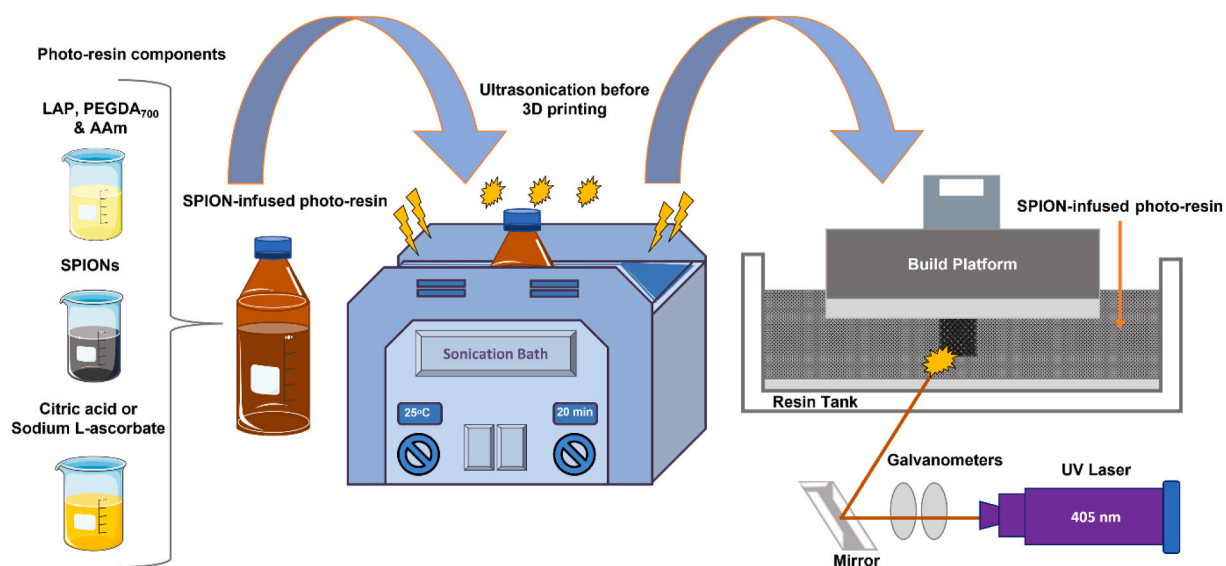 Photo-resin components
LAP, PEGDA₇₀₀
& AAm
SPIONs
Citric acid or
Sodium L-ascorbate
SPION-infused photo-resin
Ultrasonication before
3D printing
Sonication Bath
25°C
20 min
SPION-infused photo-resin
Build Platform
Resin Tank
Galvanometers
UV Laser
405 nm
Mirror